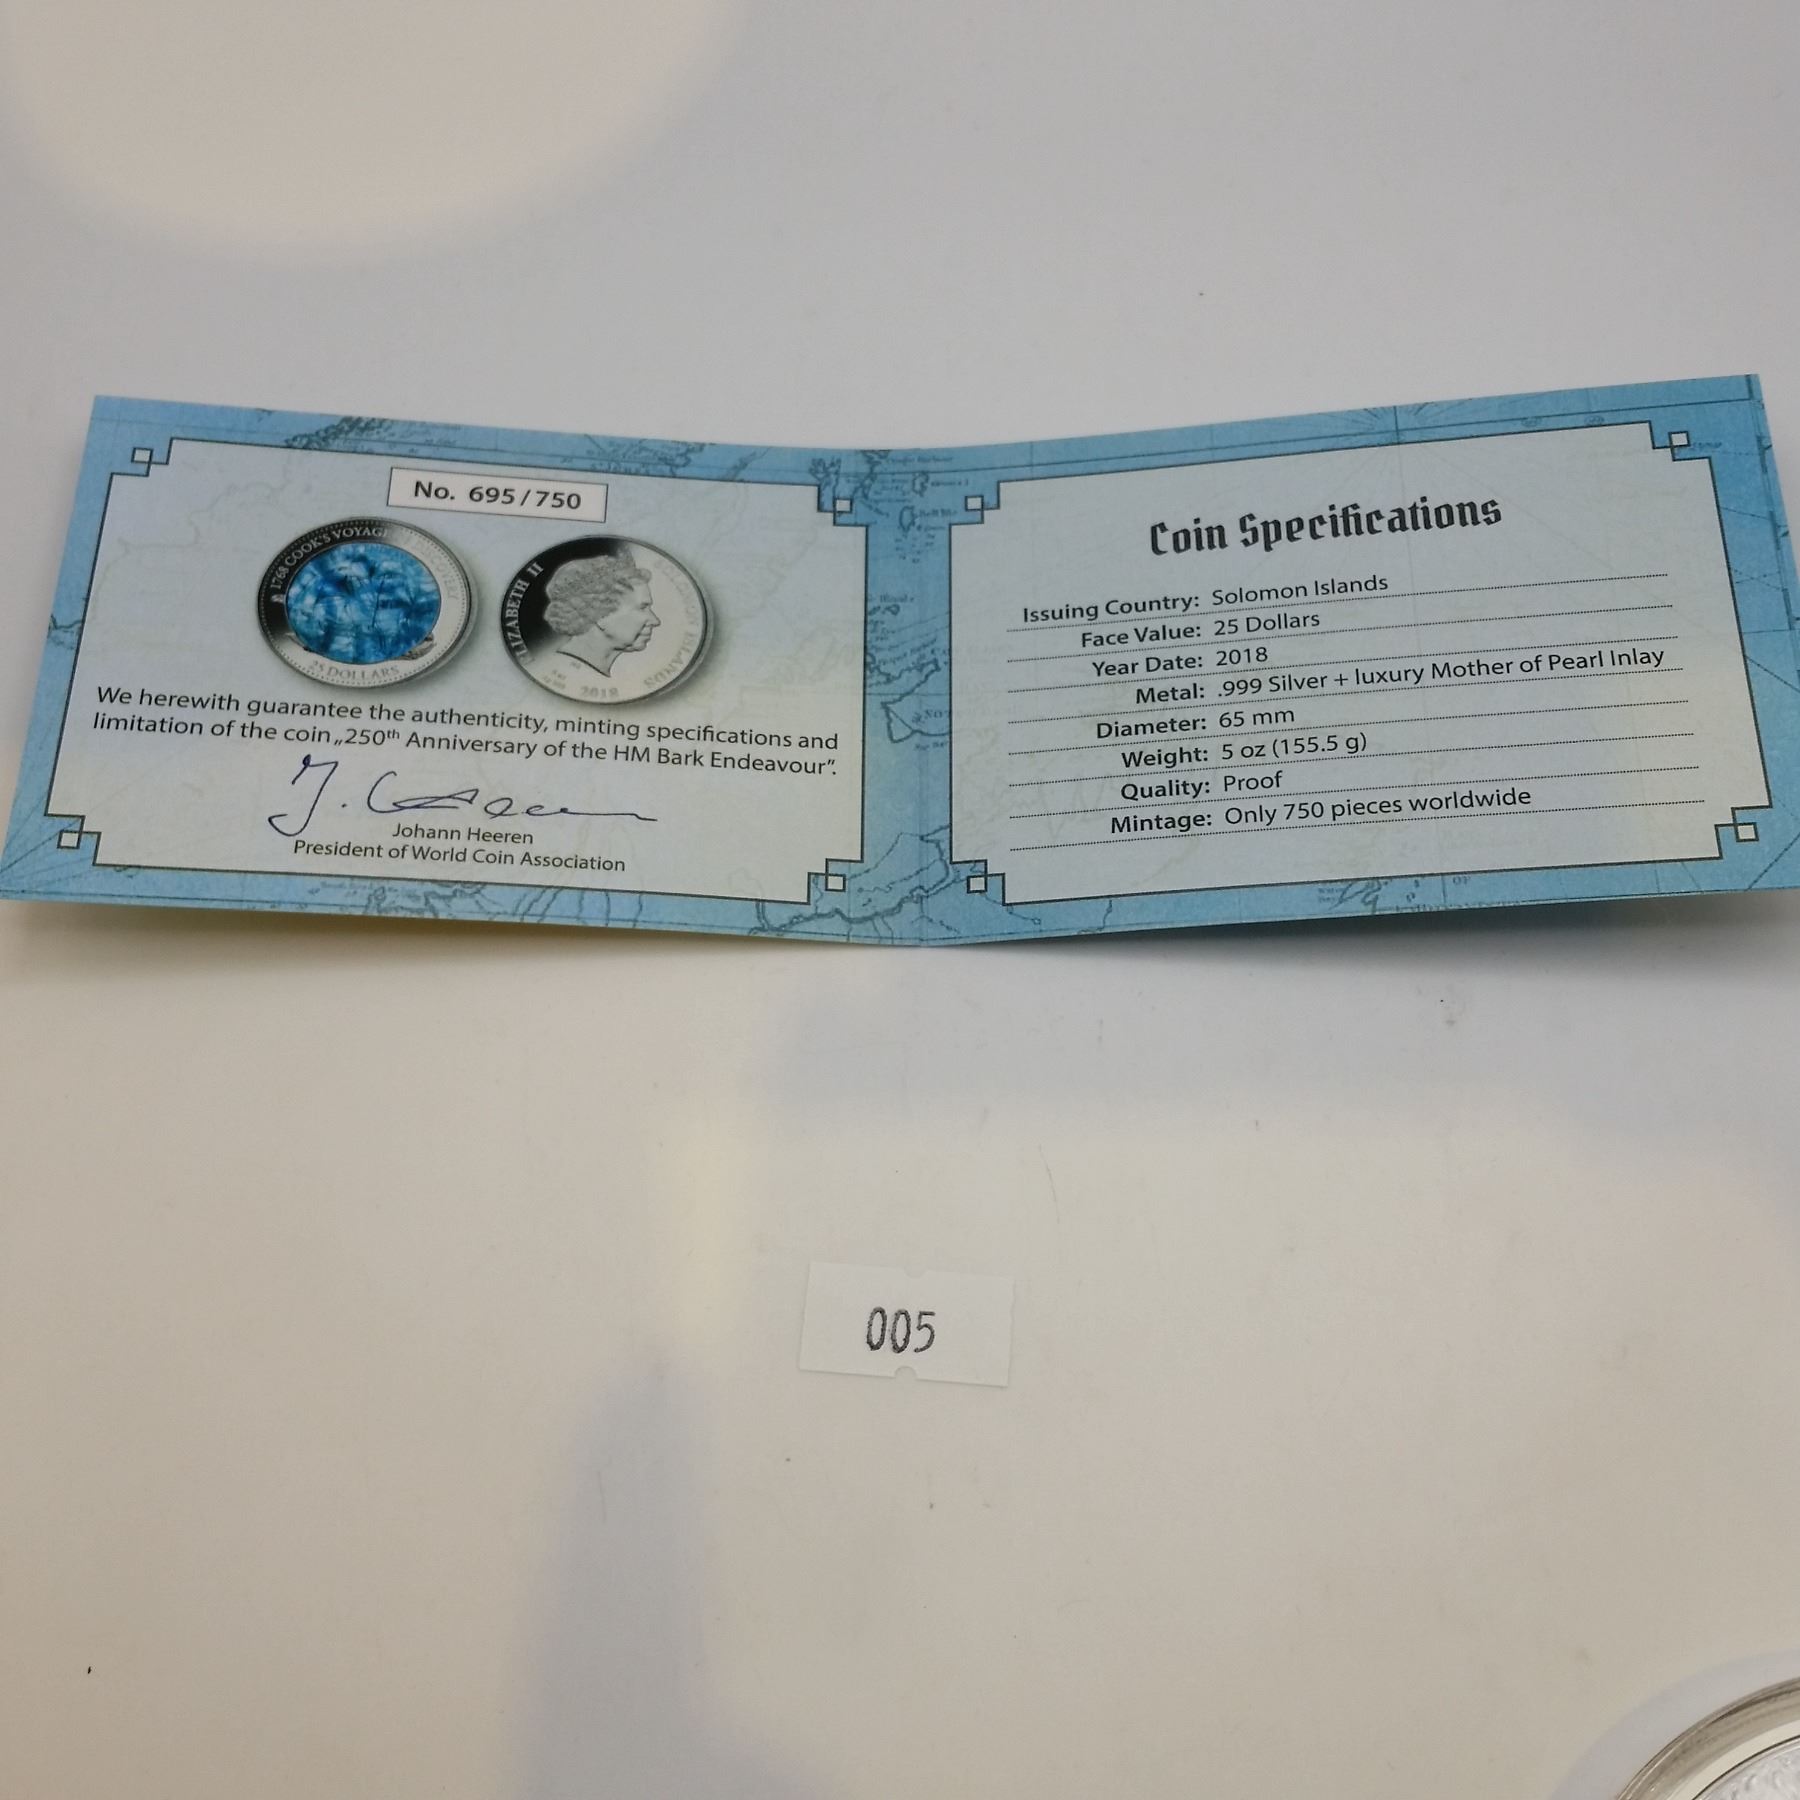 No. 695/750
1768 COOK'S VOYAGE
25 DOLLARS
ELIZABETH II SOLOMON ISLANDS
2018
We herewith guarantee the authenticity, minting specifications and
limitation of the coin „250th Anniversary of the HM Bark Endeavour".
Johann Heeren
President of World Coin Association
Coin Specifications
Issuing Country: Solomon Islands
Face Value: 25 Dollars
Year Date: 2018
Metal: .999 Silver + luxury Mother of Pearl Inlay
Diameter: 65 mm
Weight: 5 oz (155.5 g)
Quality: Proof
Mintage: Only 750 pieces worldwide
005